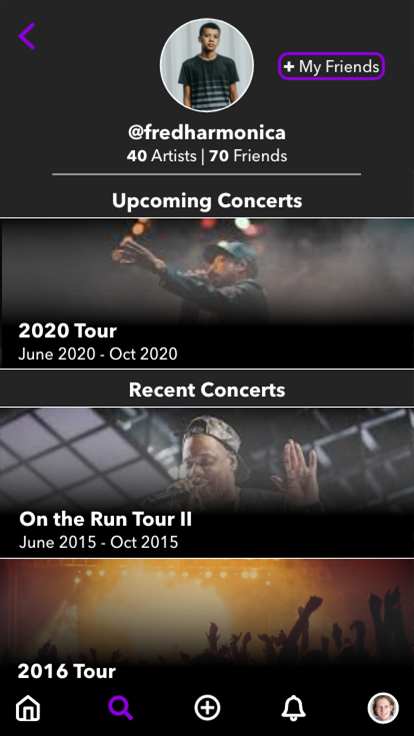 + My Friends
@fredharmonica
40 Artists | 70 Friends
Upcoming Concerts
2020 Tour
June 2020 - Oct 2020
Recent Concerts
On the Run Tour II
June 2015 - Oct 2015
2016 Tour